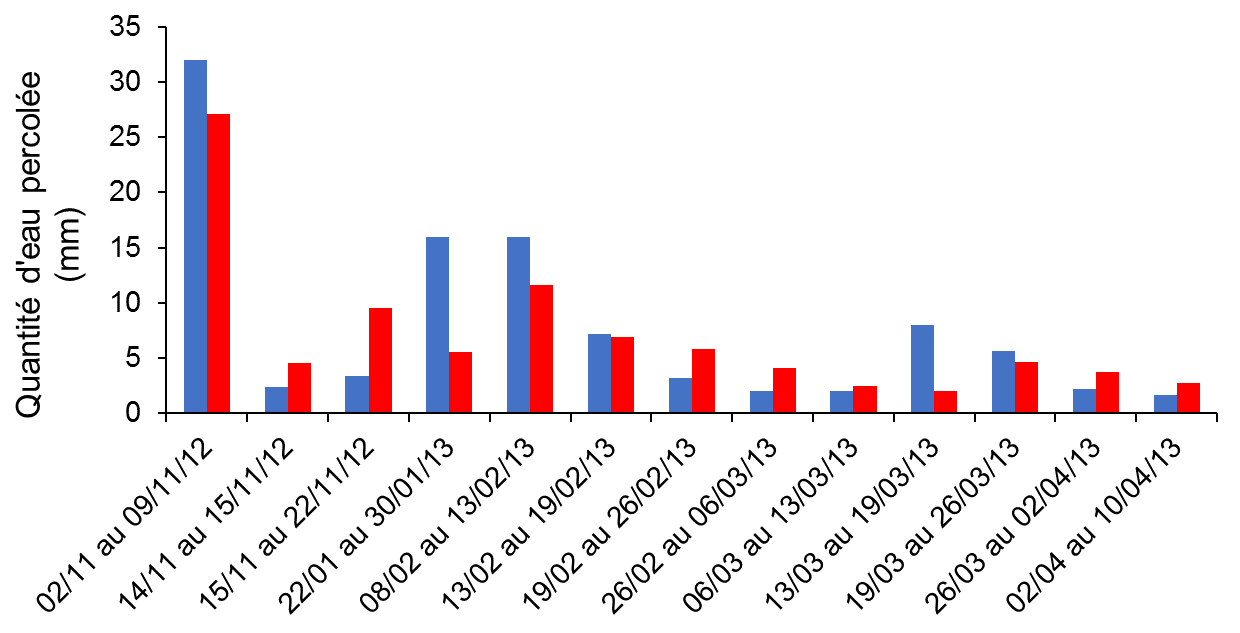 Quantité d'eau percolée
(mm)
35
30
25
20
15
10
5
0
02/11 au 09/11/12
14/11 au 15/11/12
15/11 au 22/11/12
22/01 au 30/01/13
08/02 au 13/02/13
13/02 au 19/02/13
19/02 au 26/02/13
26/02 au 06/03/13
06/03 au 13/03/13
13/03 au 19/03/13
19/03 au 26/03/13
26/03 au 02/04/13
02/04 au 10/04/13